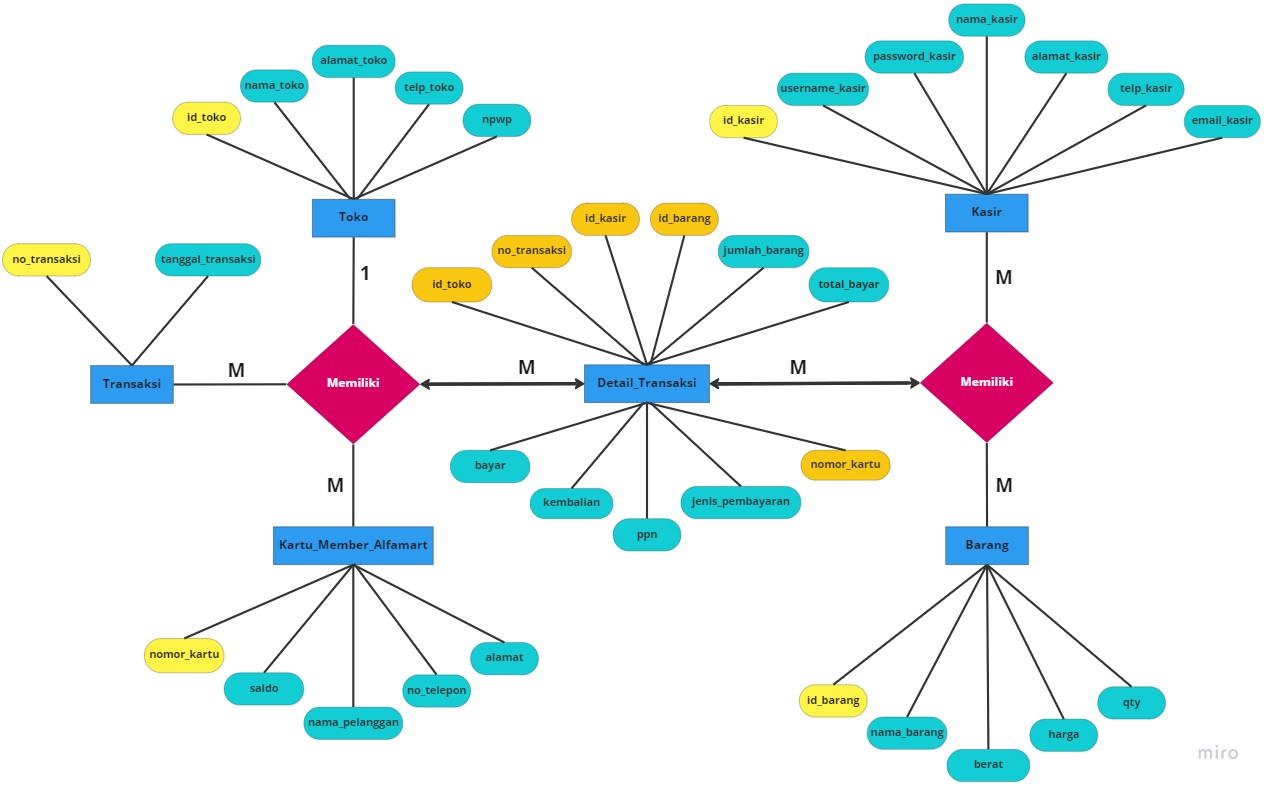 nama_kasir
alamat_toko
password_kasir
alamat_kasir
nama_toko
telp_toko
username_kasir
telp_kasir
id_toko
npwp
id_kasir
email_kasir
Toko
Kasir
id_kasir
id_barang
no_transaksi
tanggal_transaksi
no_transaksi
jumlah_barang
1
M
id_toko
total_bayar
M
M
M
Transaksi
Memiliki
Detail_Transaksi
Memiliki
bayar
nomor_kartu
M
M
kembalian
jenis_pembayaran
ppn
Kartu_Member_Alfamart
Barang
nomor_kartu
alamat
saldo
no_telepon
id_barang
qty
nama_pelanggan
nama_barang
harga
berat
miro